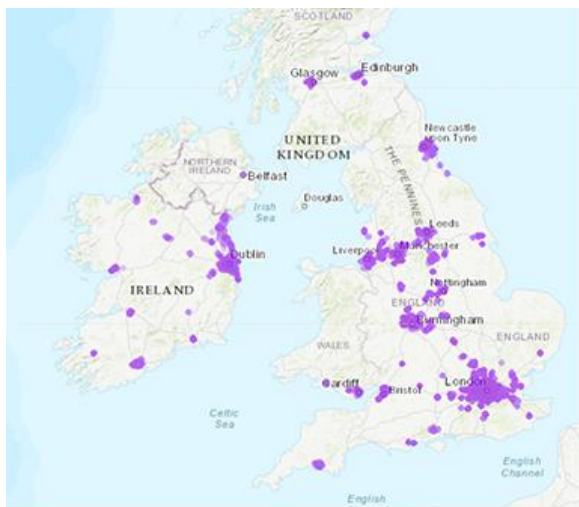 SCOTLAND
Glasgow
Edinburgh
UNITED
KINGDOM
Newcastle
upon Tyne
THE PENNINES
NORTHERN
IRELAND
Belfast
Douglas
Irish
Sea
Leeds
Dublin
Liverpool
Manchester
Nottingham
IRELAND
ENGLAND
Birmingham
ENGLAND
WALES
Cardiff
Bristol
London
Celtic
Sea
English
Channel
English